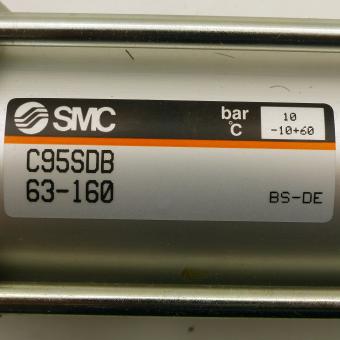 SMC bar 10
°C -10+60
C95SDB
63-160 BS-DE